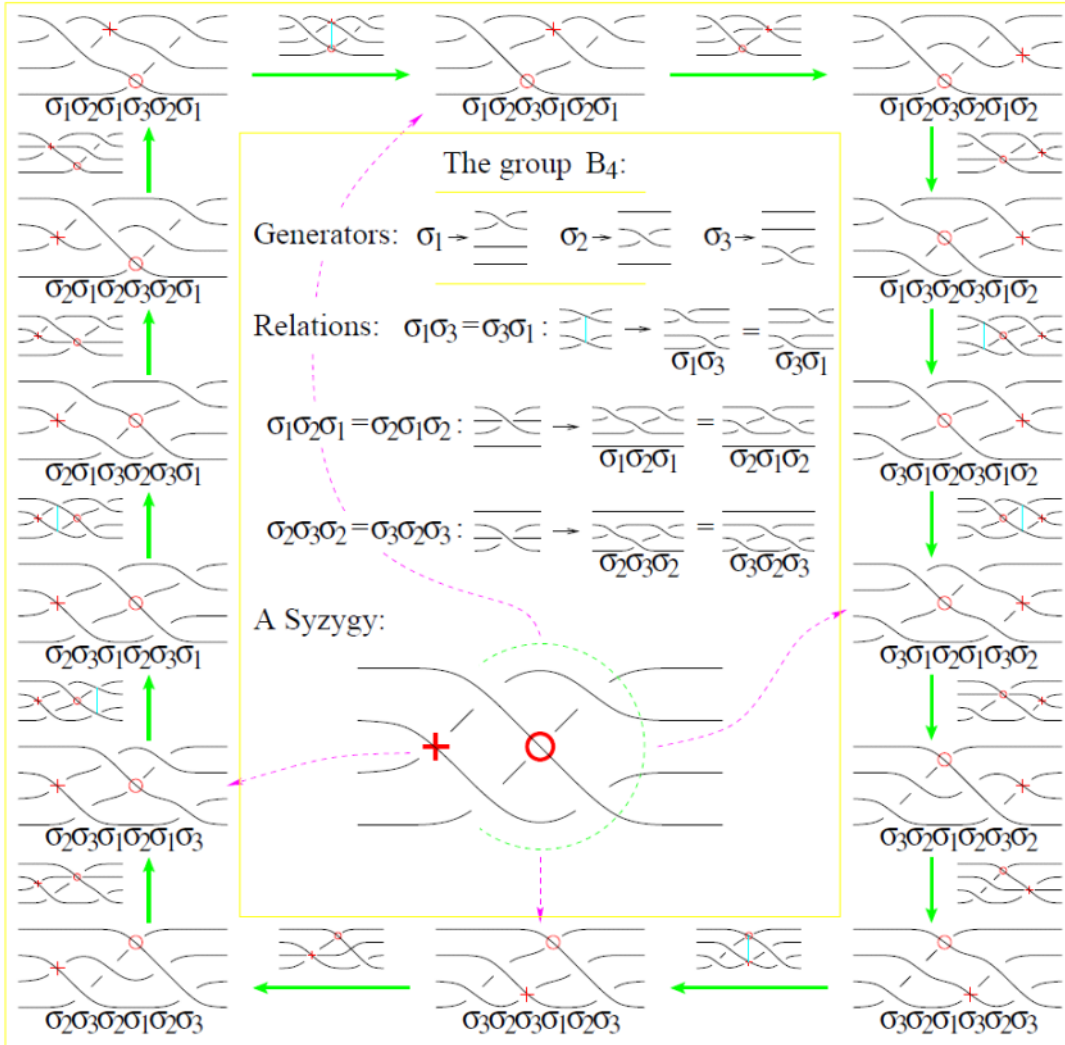 σ₁σ₂σ₁σ₃σ₂σ₁
σ₁σ₂σ₃σ₁σ₂σ₁
σ₁σ₂σ₃σ₂σ₁σ₂
The group B₄:
σ₂σ₁σ₂σ₃σ₂σ₁
Generators: σ₁→ σ₂→ σ₃→
σ₁σ₃σ₂σ₃σ₁σ₂
Relations: σ₁σ₃=σ₃σ₁: → =
σ₁σ₃ σ₃σ₁
σ₂σ₁σ₃σ₂σ₃σ₁
σ₁σ₂σ₁=σ₂σ₁σ₂: → =
σ₁σ₂σ₁ σ₂σ₁σ₂
σ₃σ₁σ₂σ₃σ₁σ₂
σ₂σ₃σ₂=σ₃σ₂σ₃: → =
σ₂σ₃σ₂ σ₃σ₂σ₃
σ₂σ₃σ₁σ₂σ₃σ₁
A Syzygy:
σ₃σ₁σ₂σ₁σ₃σ₂
σ₂σ₃σ₁σ₂σ₁σ₃
σ₃σ₂σ₁σ₂σ₃σ₂
σ₂σ₃σ₂σ₁σ₂σ₃
σ₃σ₂σ₃σ₁σ₂σ₃
σ₃σ₂σ₁σ₃σ₂σ₃